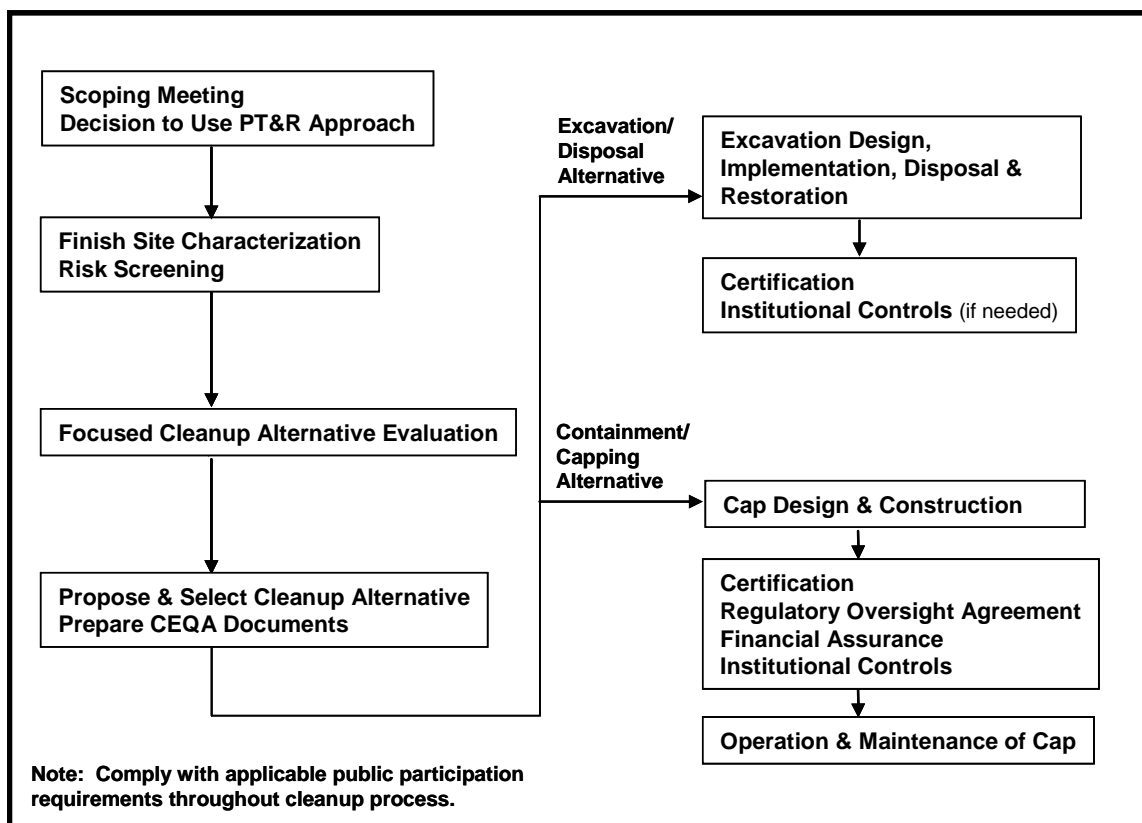 Scoping Meeting
Decision to Use PT&R Approach
Finish Site Characterization
Risk Screening
Focused Cleanup Alternative Evaluation
Propose & Select Cleanup Alternative
Prepare CEQA Documents
Excavation/
Disposal
Alternative
Excavation Design,
Implementation, Disposal &
Restoration
Certification
Institutional Controls (if needed)
Containment/
Capping
Alternative
Cap Design & Construction
Certification
Regulatory Oversight Agreement
Financial Assurance
Institutional Controls
Operation & Maintenance of Cap
Note: Comply with applicable public participation
requirements throughout cleanup process.